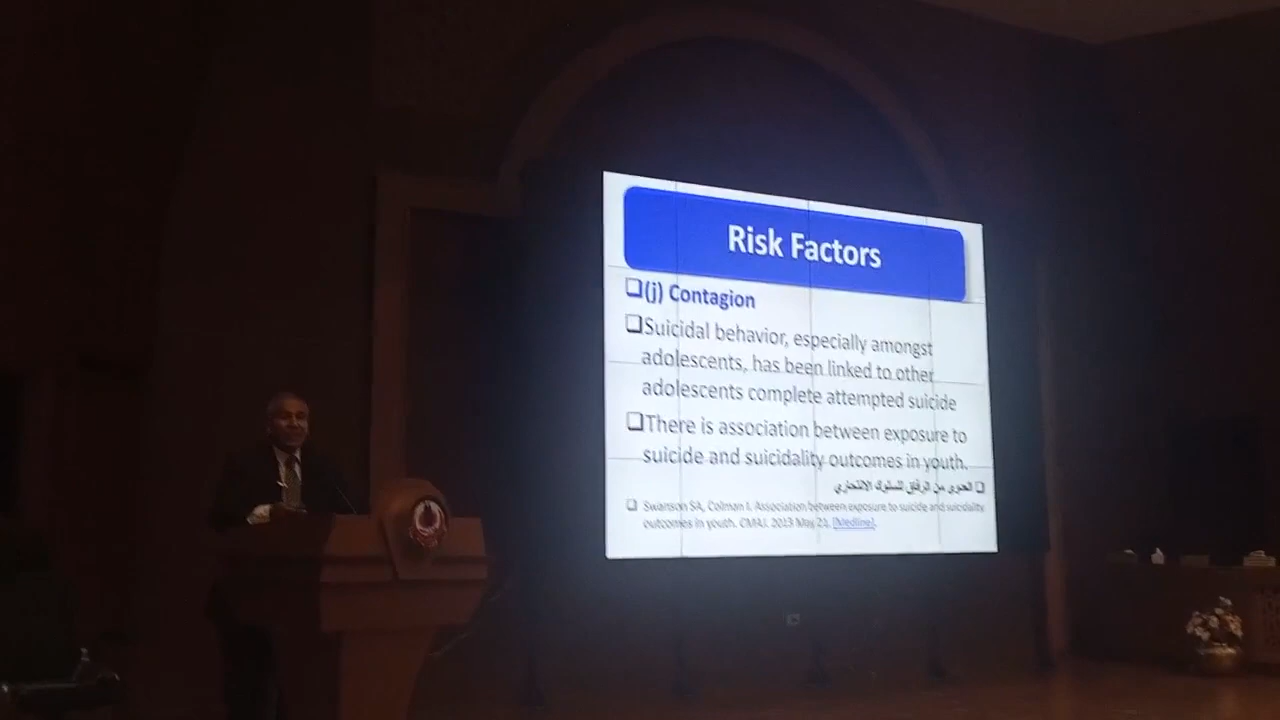 Risk Factors
(j) Contagion
Suicidal behavior, especially amongst
adolescents, has been linked to other
adolescents complete attempted suicide
There is association between exposure to
suicide and suicidality outcomes in youth.
العدوى من الرفاق للسلوك الانتحاري
Swanson SA, Colman I. Association between exposure to suicide and suicidality
outcomes in youth. CMAJ. 2013 May 21. [Medline].